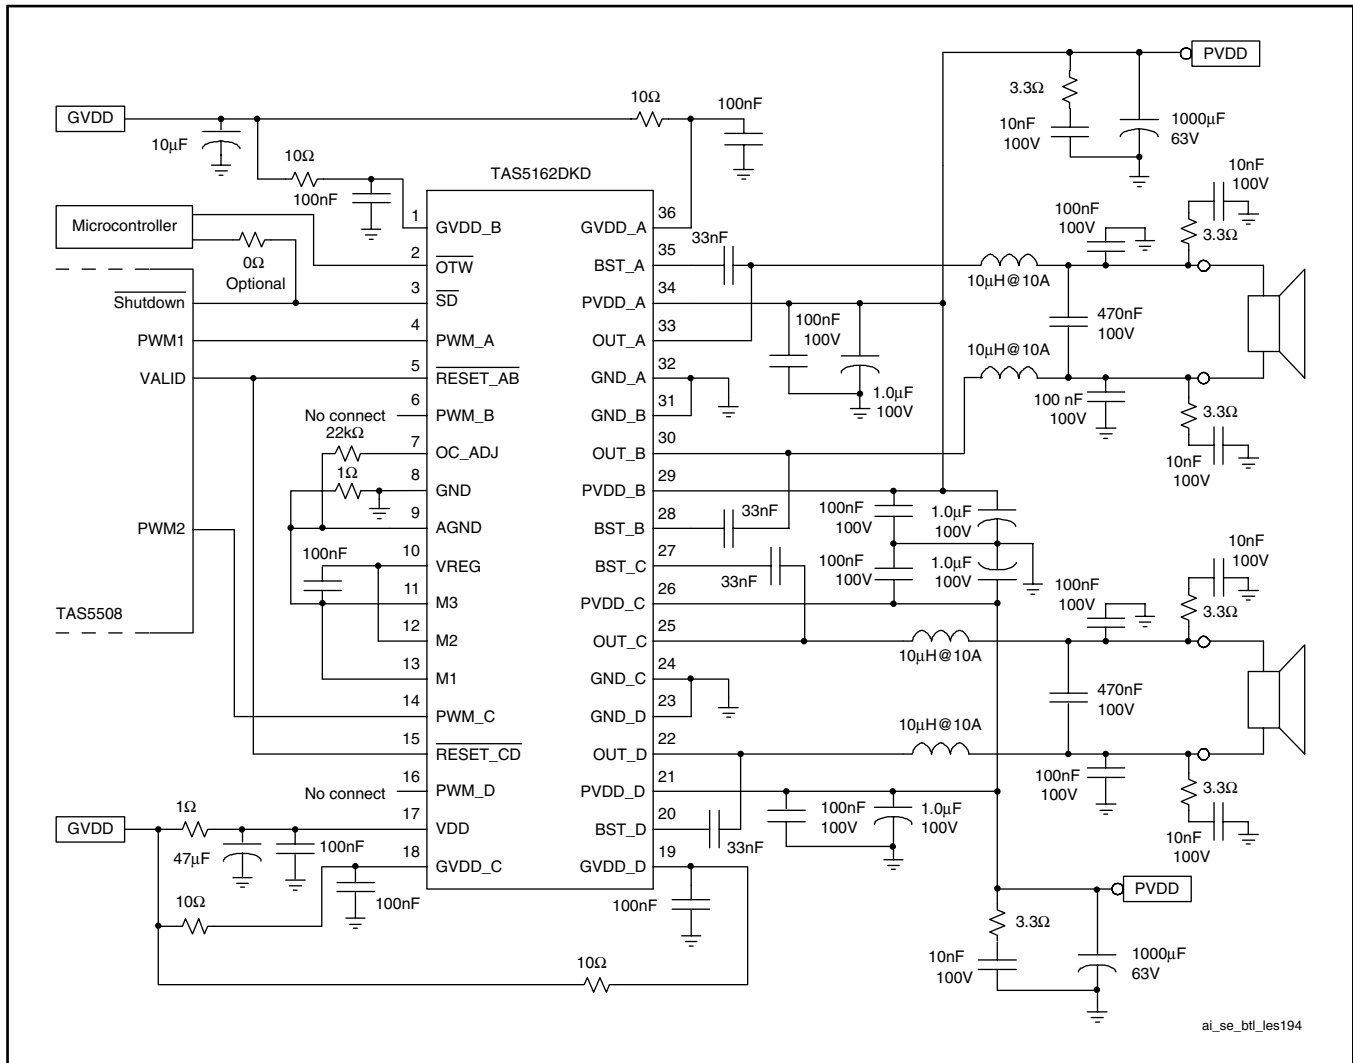 PVDD
3.3Ω
10nF
100V
1000μF
63V
GVDD
10μF
10Ω
100nF
10Ω
100nF
TAS5162DKD
Microcontroller
0Ω
Optional
Shutdown
PWM1
VALID
PWM2
TAS5508
No connect
22kΩ
1Ω
100nF
No connect
1 GVDD_B
2 OTW
3 SD
4 PWM_A
5 RESET_AB
6 PWM_B
7 OC_ADJ
8 GND
9 AGND
10 VREG
11 M3
12 M2
13 M1
14 PWM_C
15 RESET_CD
16 PWM_D
17 VDD
18 GVDD_C
GVDD_A 36
BST_A 35
PVDD_A 34
OUT_A 33
GND_A 32
GND_B 31
OUT_B 30
PVDD_B 29
BST_B 28
BST_C 27
PVDD_C 26
OUT_C 25
GND_C 24
GND_D 23
OUT_D 22
PVDD_D 21
BST_D 20
GVDD_D 19
33nF
100nF
100V
1.0μF
100V
10μH@10A
10μH@10A
100nF
100V
10nF
100V
3.3Ω
470nF
100V
100 nF
100V
3.3Ω
10nF
100V
33nF
33nF
100nF
100V
1.0μF
100V
100nF
100V
1.0μF
100V
10μH@10A
10μH@10A
100nF
100V
10nF
100V
3.3Ω
470nF
100V
100nF
100V
3.3Ω
10nF
100V
100nF
100V
1.0μF
100V
33nF
GVDD
1Ω
47μF
100nF
10Ω
100nF
100nF
10Ω
PVDD
3.3Ω
10nF
100V
1000μF
63V
ai_se_btl_les194